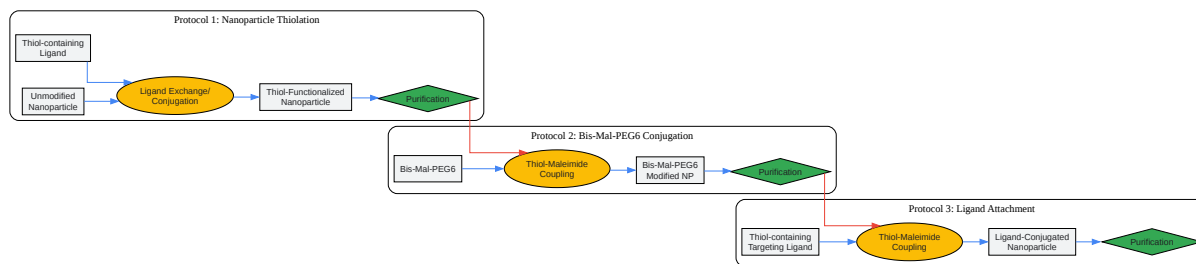 Protocol 1: Nanoparticle Thiolation
Thiol-containing
Ligand
Unmodified
Nanoparticle
Ligand Exchange/
Conjugation
Thiol-Functionalized
Nanoparticle
Purification
Protocol 2: Bis-Mal-PEG6 Conjugation
Bis-Mal-PEG6
Thiol-Maleimide
Coupling
Bis-Mal-PEG6
Modified NP
Purification
Protocol 3: Ligand Attachment
Thiol-containing
Targeting Ligand
Thiol-Maleimide
Coupling
Ligand-Conjugated
Nanoparticle
Purification